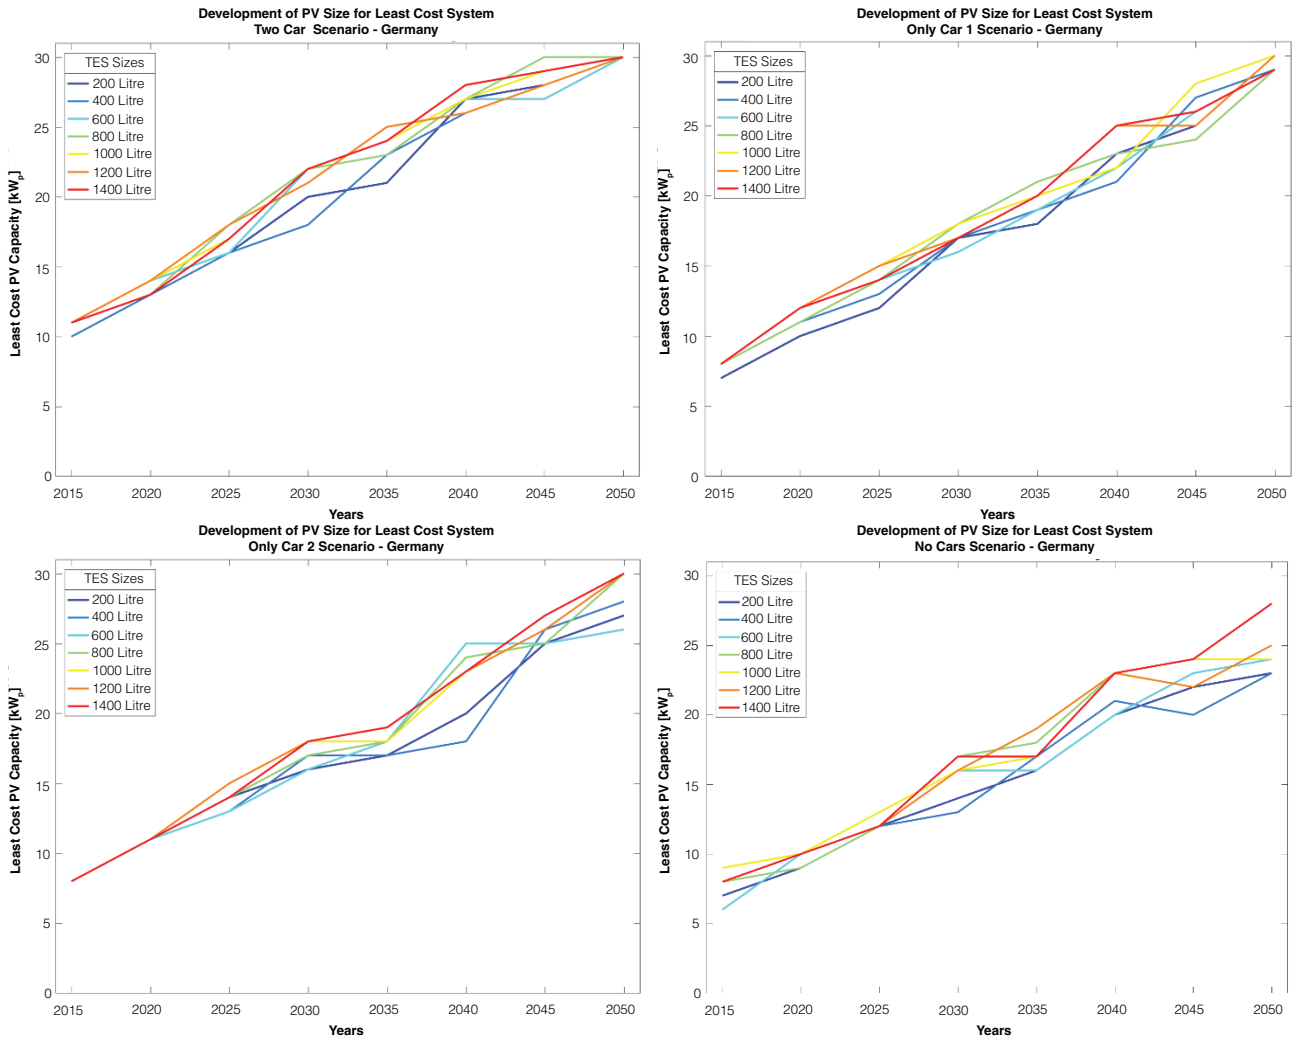 Development of PV Size for Least Cost System
Two Car Scenario - Germany
30
25
20
15
10
5
0
Least Cost PV Capacity [kWp]
TES Sizes
200 Litre
400 Litre
600 Litre
800 Litre
1000 Litre
1200 Litre
1400 Litre
2015 2020 2025 2030 2035 2040 2045 2050
Years
Development of PV Size for Least Cost System
Only Car 1 Scenario - Germany
30
25
20
15
10
5
0
Least Cost PV Capacity [kWp]
TES Sizes
200 Litre
400 Litre
600 Litre
800 Litre
1000 Litre
1200 Litre
1400 Litre
2015 2020 2025 2030 2035 2040 2045 2050
Years
Development of PV Size for Least Cost System
Only Car 2 Scenario - Germany
30
25
20
15
10
5
0
Least Cost PV Capacity [kWp]
TES Sizes
200 Litre
400 Litre
600 Litre
800 Litre
1000 Litre
1200 Litre
1400 Litre
2015 2020 2025 2030 2035 2040 2045 2050
Years
Development of PV Size for Least Cost System
No Cars Scenario - Germany
30
25
20
15
10
5
0
Least Cost PV Capacity [kWp]
TES Sizes
200 Litre
400 Litre
600 Litre
800 Litre
1000 Litre
1200 Litre
1400 Litre
2015 2020 2025 2030 2035 2040 2045 2050
Years